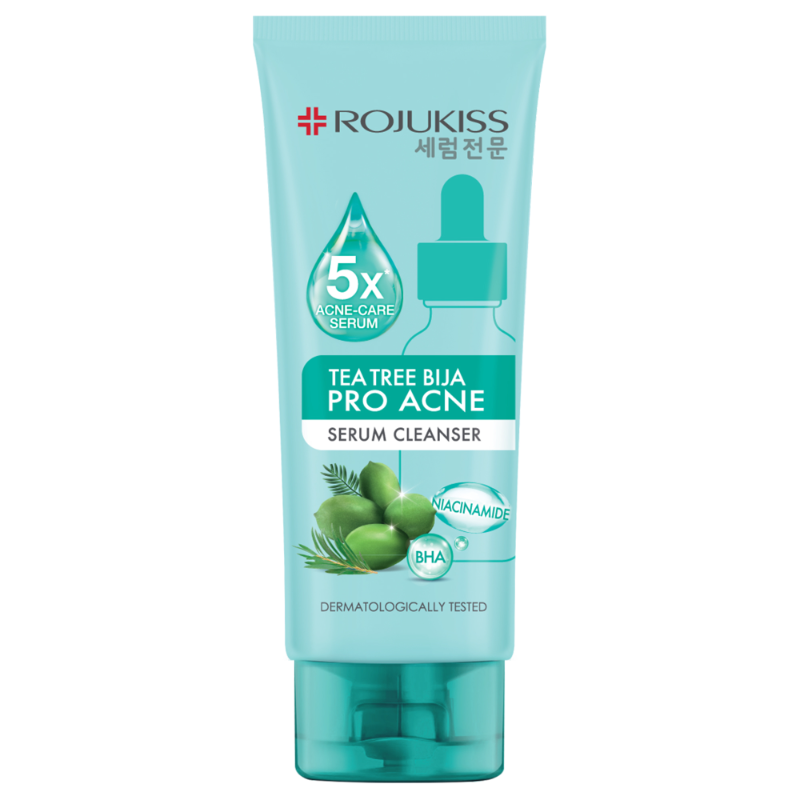 ROJUKISS
세럼전문
5x*
ACNE-CARE
SERUM
TEA TREE BIJA
PRO ACNE
SERUM CLEANSER
NIACINAMIDE
BHA
DERMATOLOGICALLY TESTED